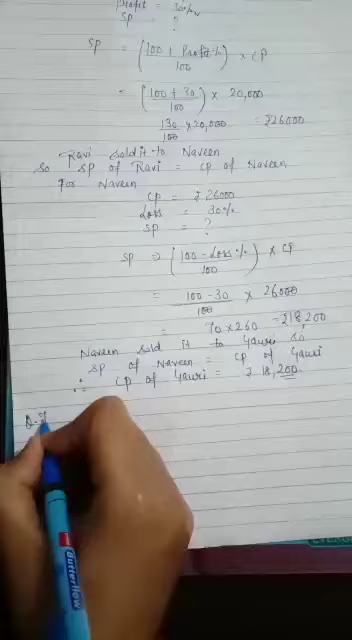 Profit = 30%
SP = ?
SP = (100 + Profit% / 100) × CP
= (100 + 30 / 100) × 20,000
130/100 × 20,000 = ₹26000
Ravi sold it to Naveen
So SP of Ravi = CP of Naveen
For Naveen
CP = ₹26000
Loss = 30%
SP = ?
SP ⇒ (100 - Loss% / 100) × CP
= 100 - 30 / 100 × 26000
= 70 × 260 = ₹18,200
Naveen sold it to Gauri so,
SP of Naveen = CP of Gauri
∴ CP of Gauri = ₹18,200
Butterflow